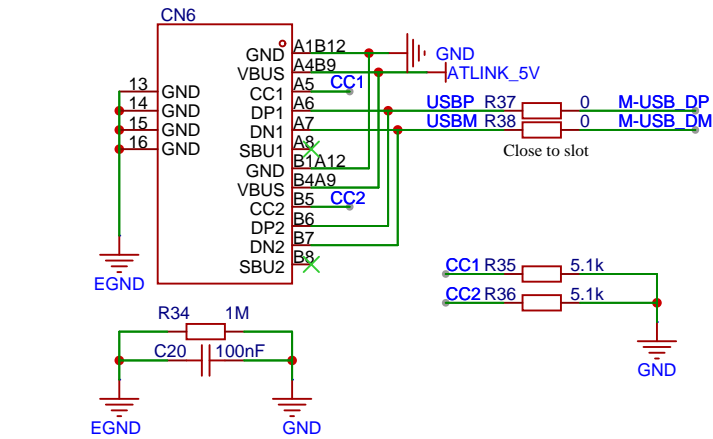 CN6
GND A1B12
GND
VBUS A4B9
ATLINK_5V
13 GND
CC1 A5 CC1
14 GND
DP1 A6 USBP R37 0 M-USB_DP
15 GND
DN1 A7 USBM R38 0 M-USB_DM
16 GND
SBU1 A8
Close to slot
GND B1A12
VBUS B4A9
CC2 B5 CC2
DP2 B6
DN2 B7
SBU2 B8
EGND
CC1 R35 5.1k
CC2 R36 5.1k
GND
R34 1M
C20 100nF
EGND
GND